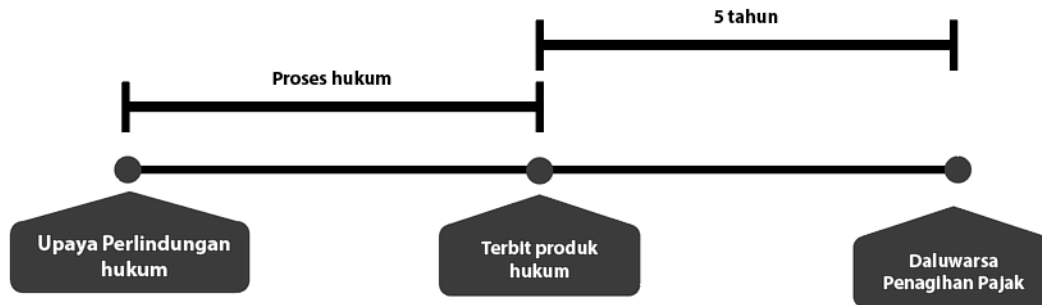 5 tahun
Proses hukum
Upaya Perlindungan
hukum
Terbit produk
hukum
Daluwarsa
Penagihan Pajak